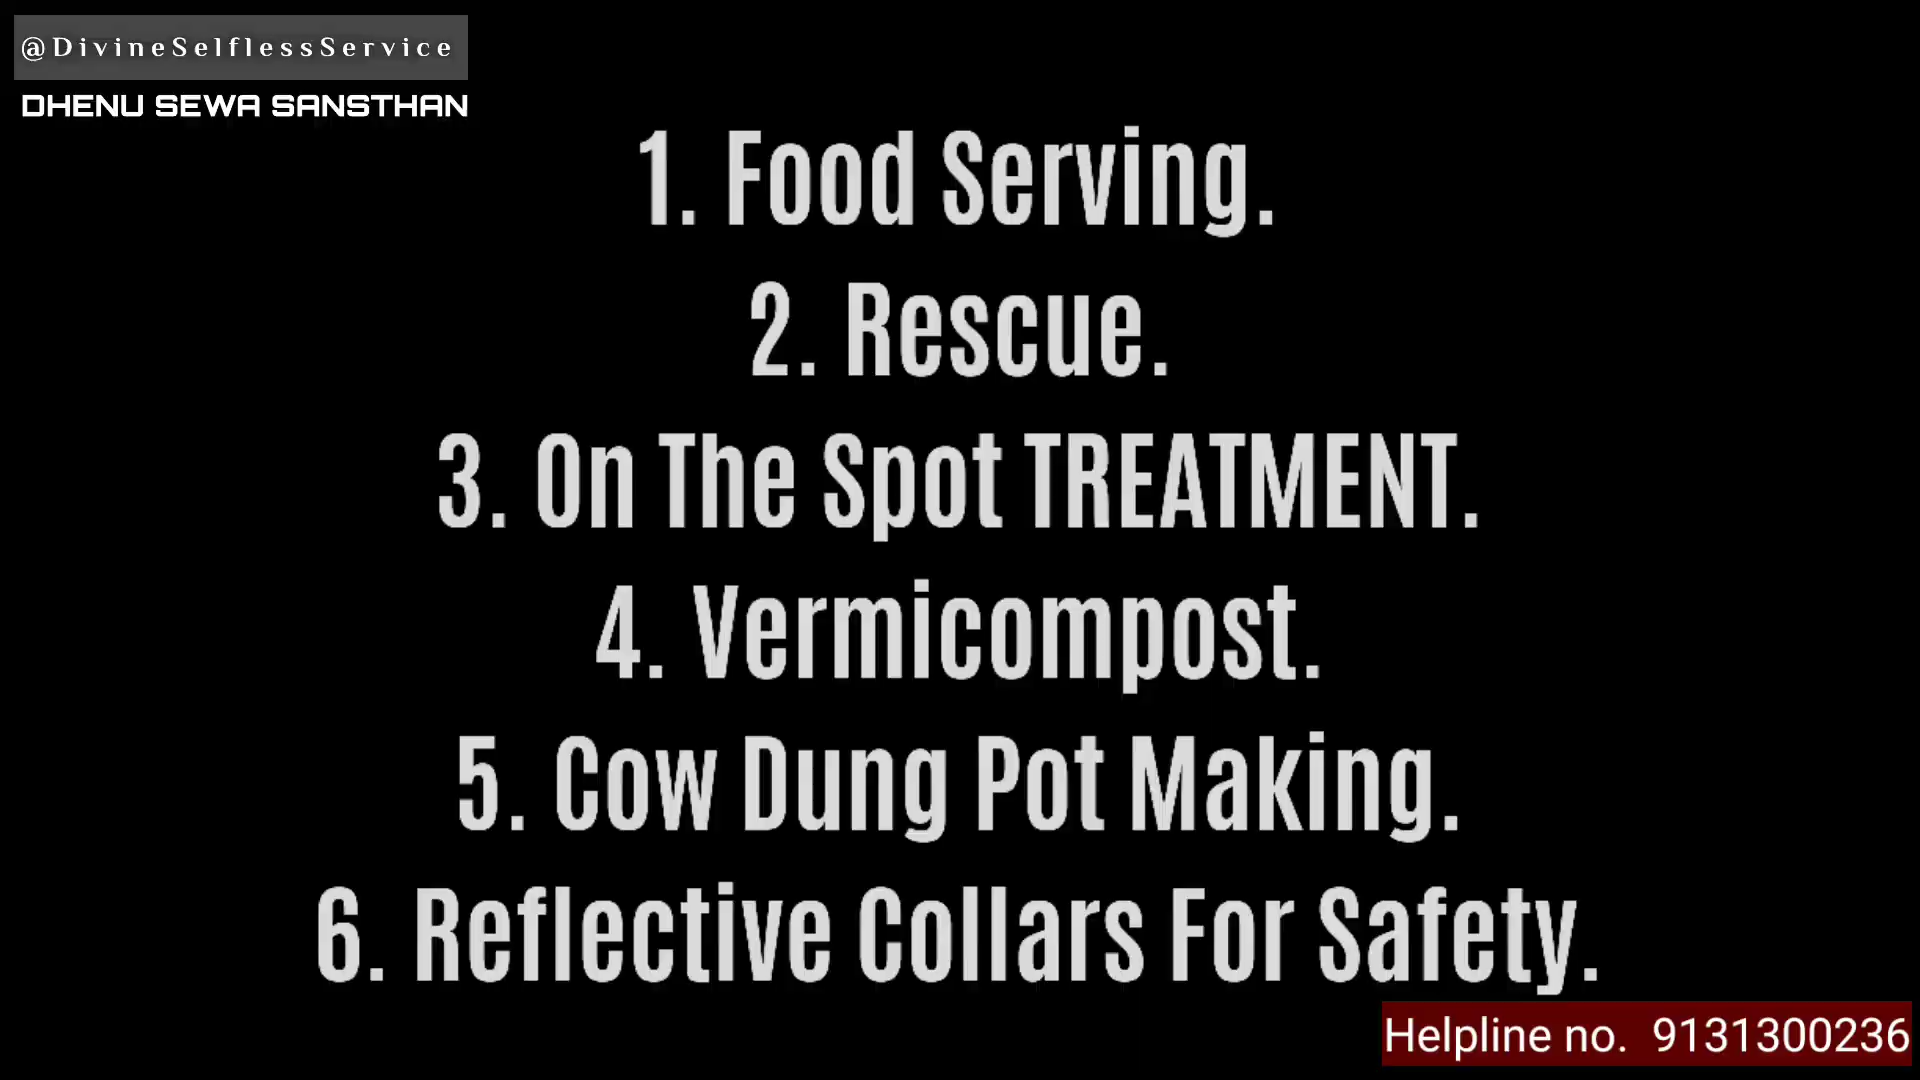 @DivineSelflessService
DHENU SEWA SANSTHAN
1. Food Serving.
2. Rescue.
3. On The Spot TREATMENT.
4. Vermicompost.
5. Cow Dung Pot Making.
6. Reflective Collars For Safety.
Helpline no. 9131300236